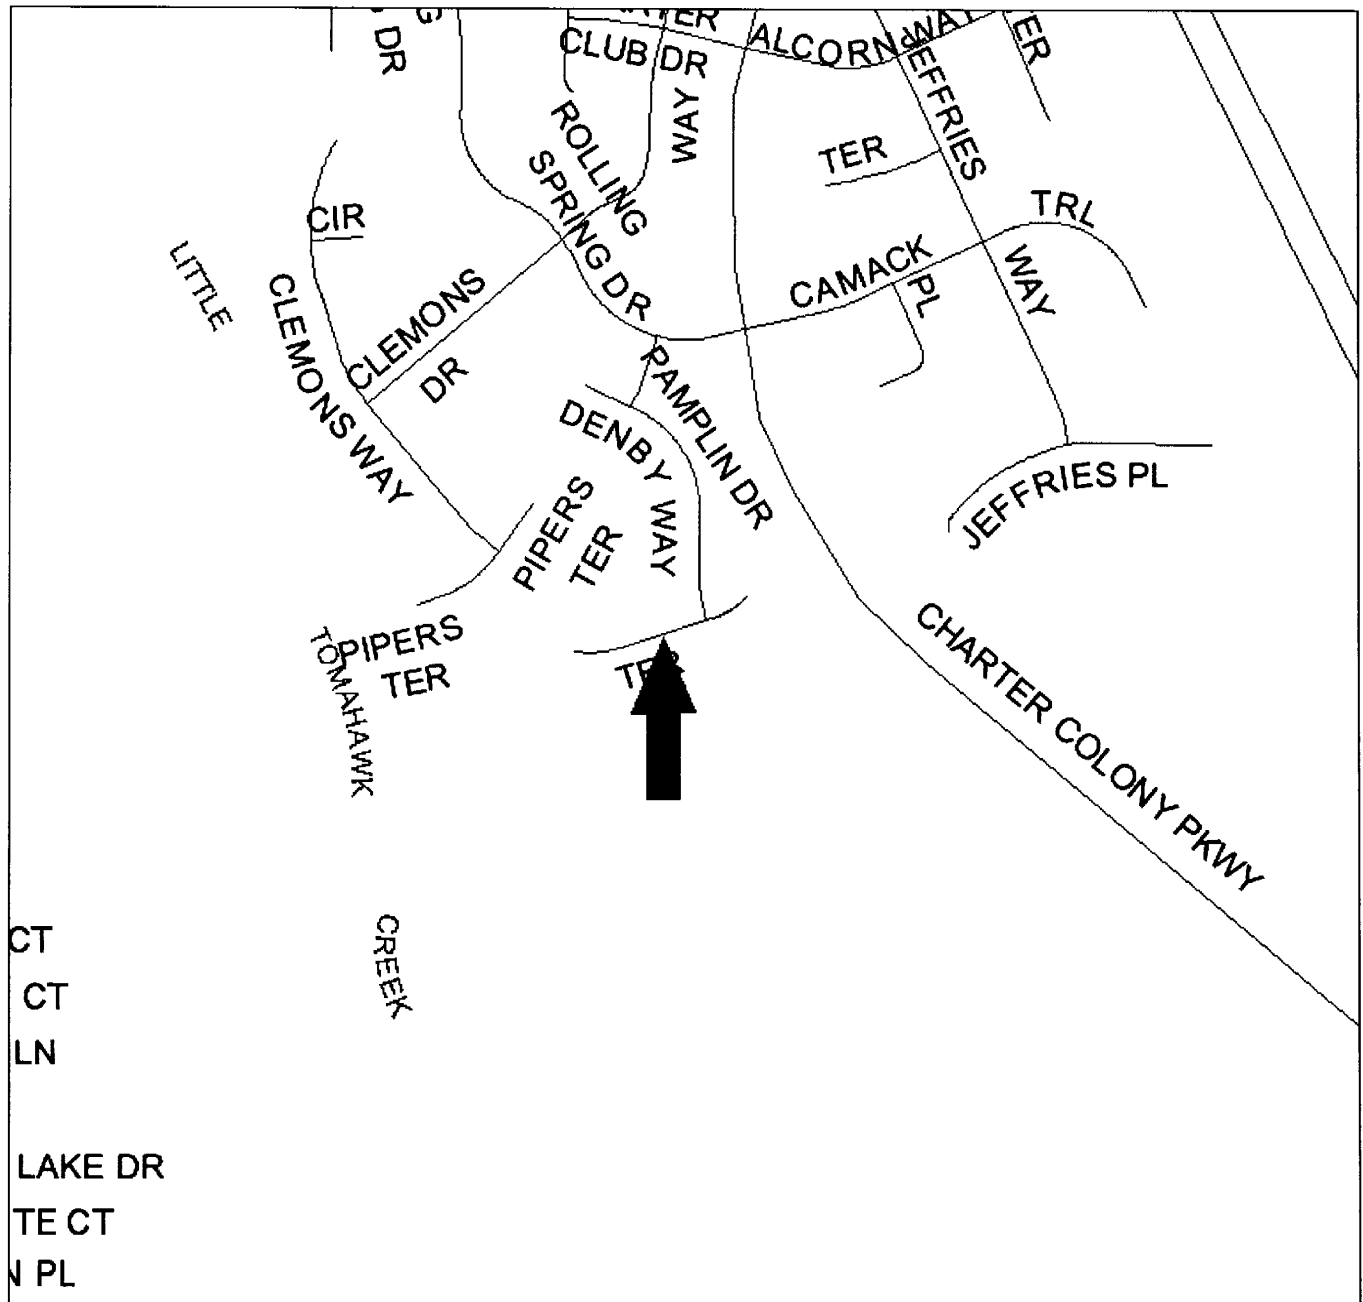 DR
CLUB DR
ALCORN WAY
JEFFRIES
WAY
ROLLING
SPRING DR
WAY
TER
TRL
CIR
LITTLE
CLEMONS
DR
CAMACK
PL
CLEMONS WAY
PAMPLIN DR
DENBY WAY
JEFFRIES PL
PIPERS
TER
PIPERS
TER
TER
TOMAHAWK
CHARTER COLONY PKWY
CREEK
CT
CT
LN
LAKE DR
TE CT
PL